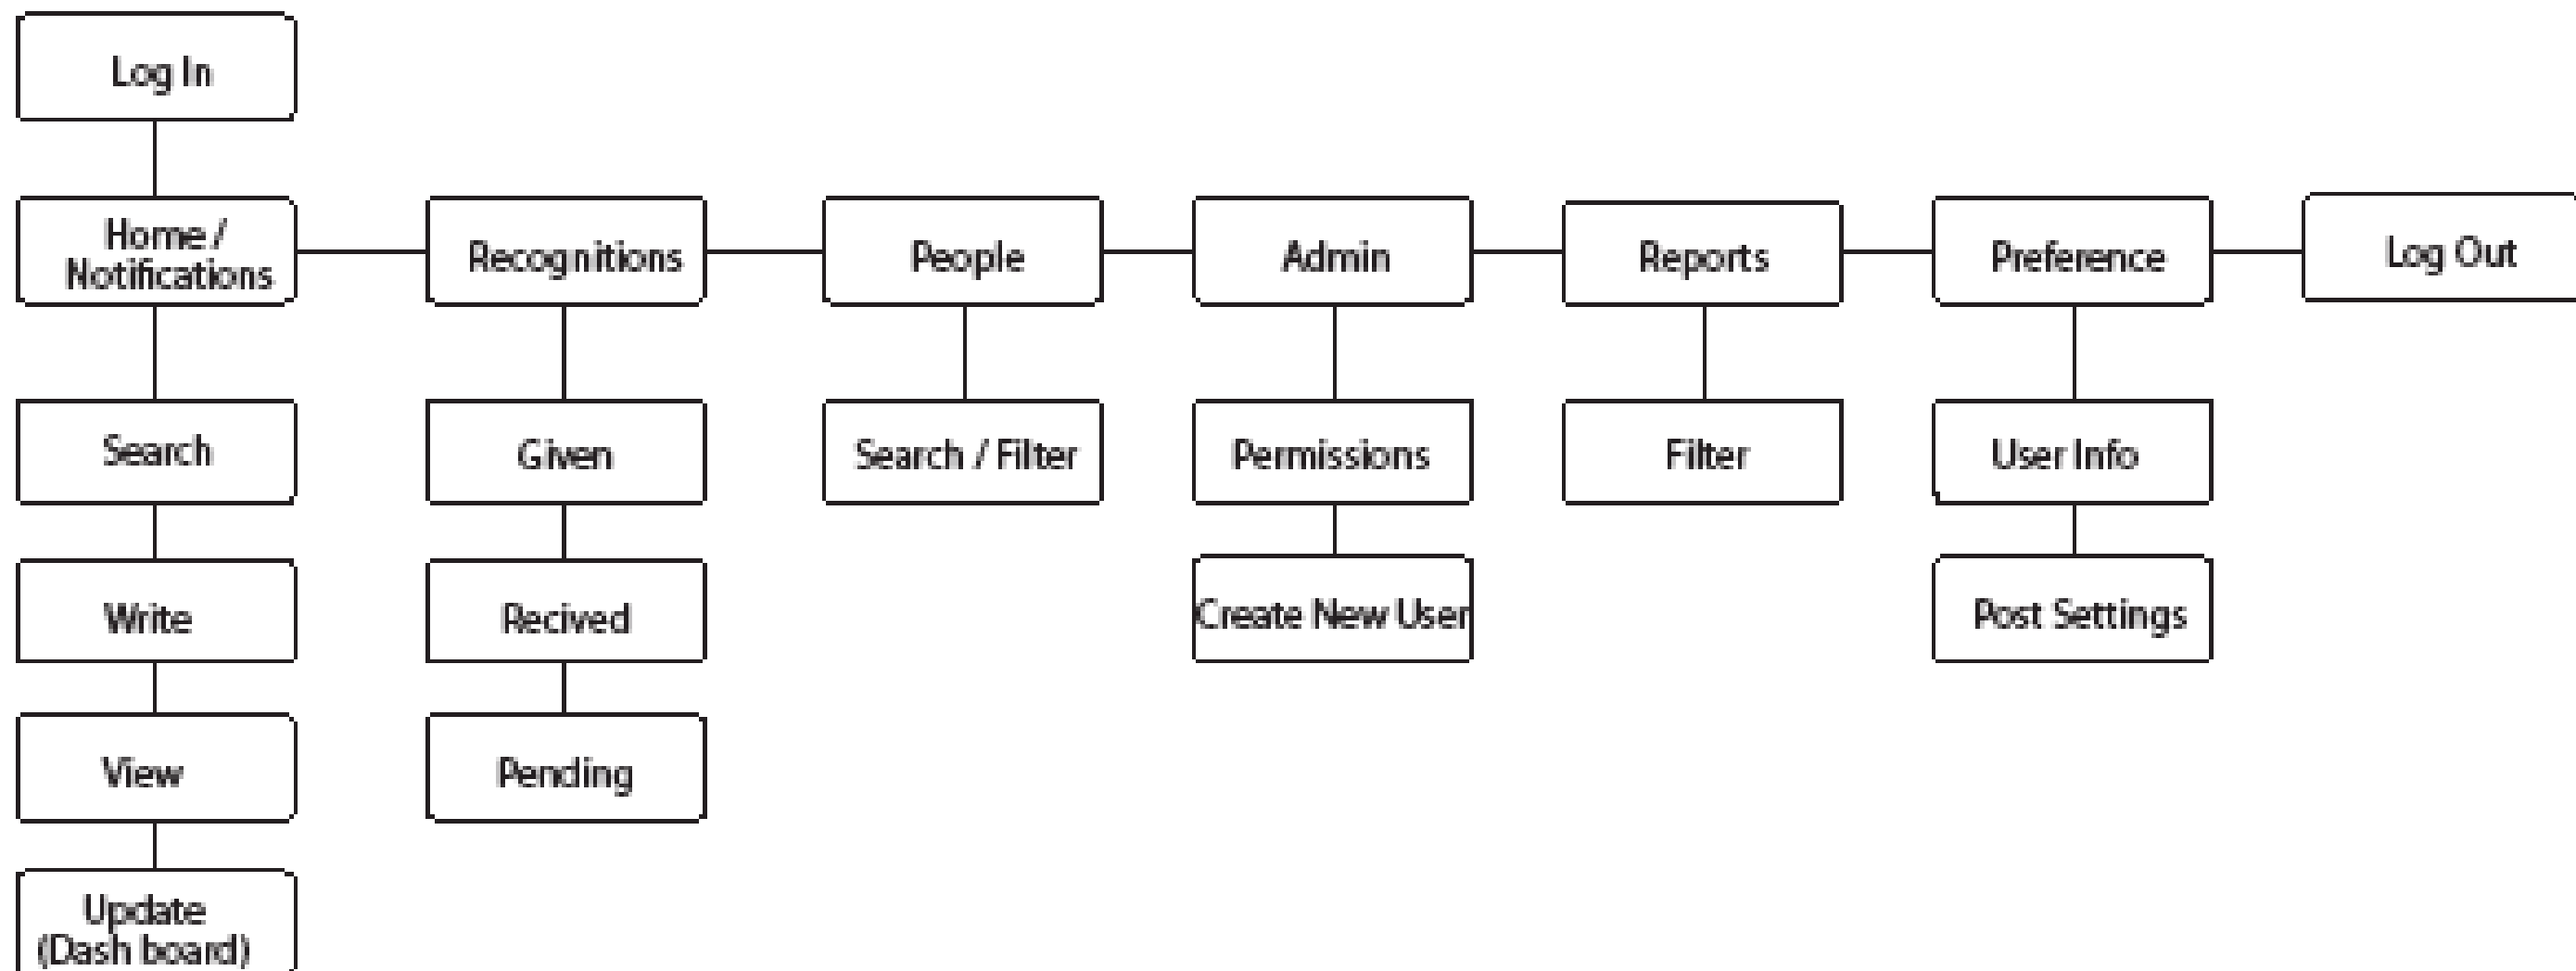 Log In
Home /
Notifications
Recognitions
People
Admin
Reports
Preference
Log Out
Search
Given
Search / Filter
Permissions
Filter
User Info
Write
Recived
Create New User
Post Settings
View
Pending
Update
(Dash board)